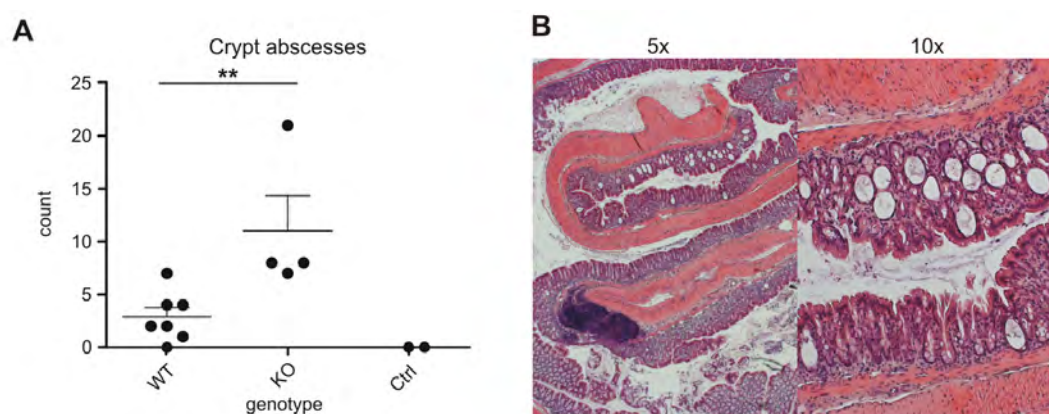 A
Crypt abscesses
**
25
20
15
10
5
0
count
WT
KO
Ctrl
genotype
B
5x
10x